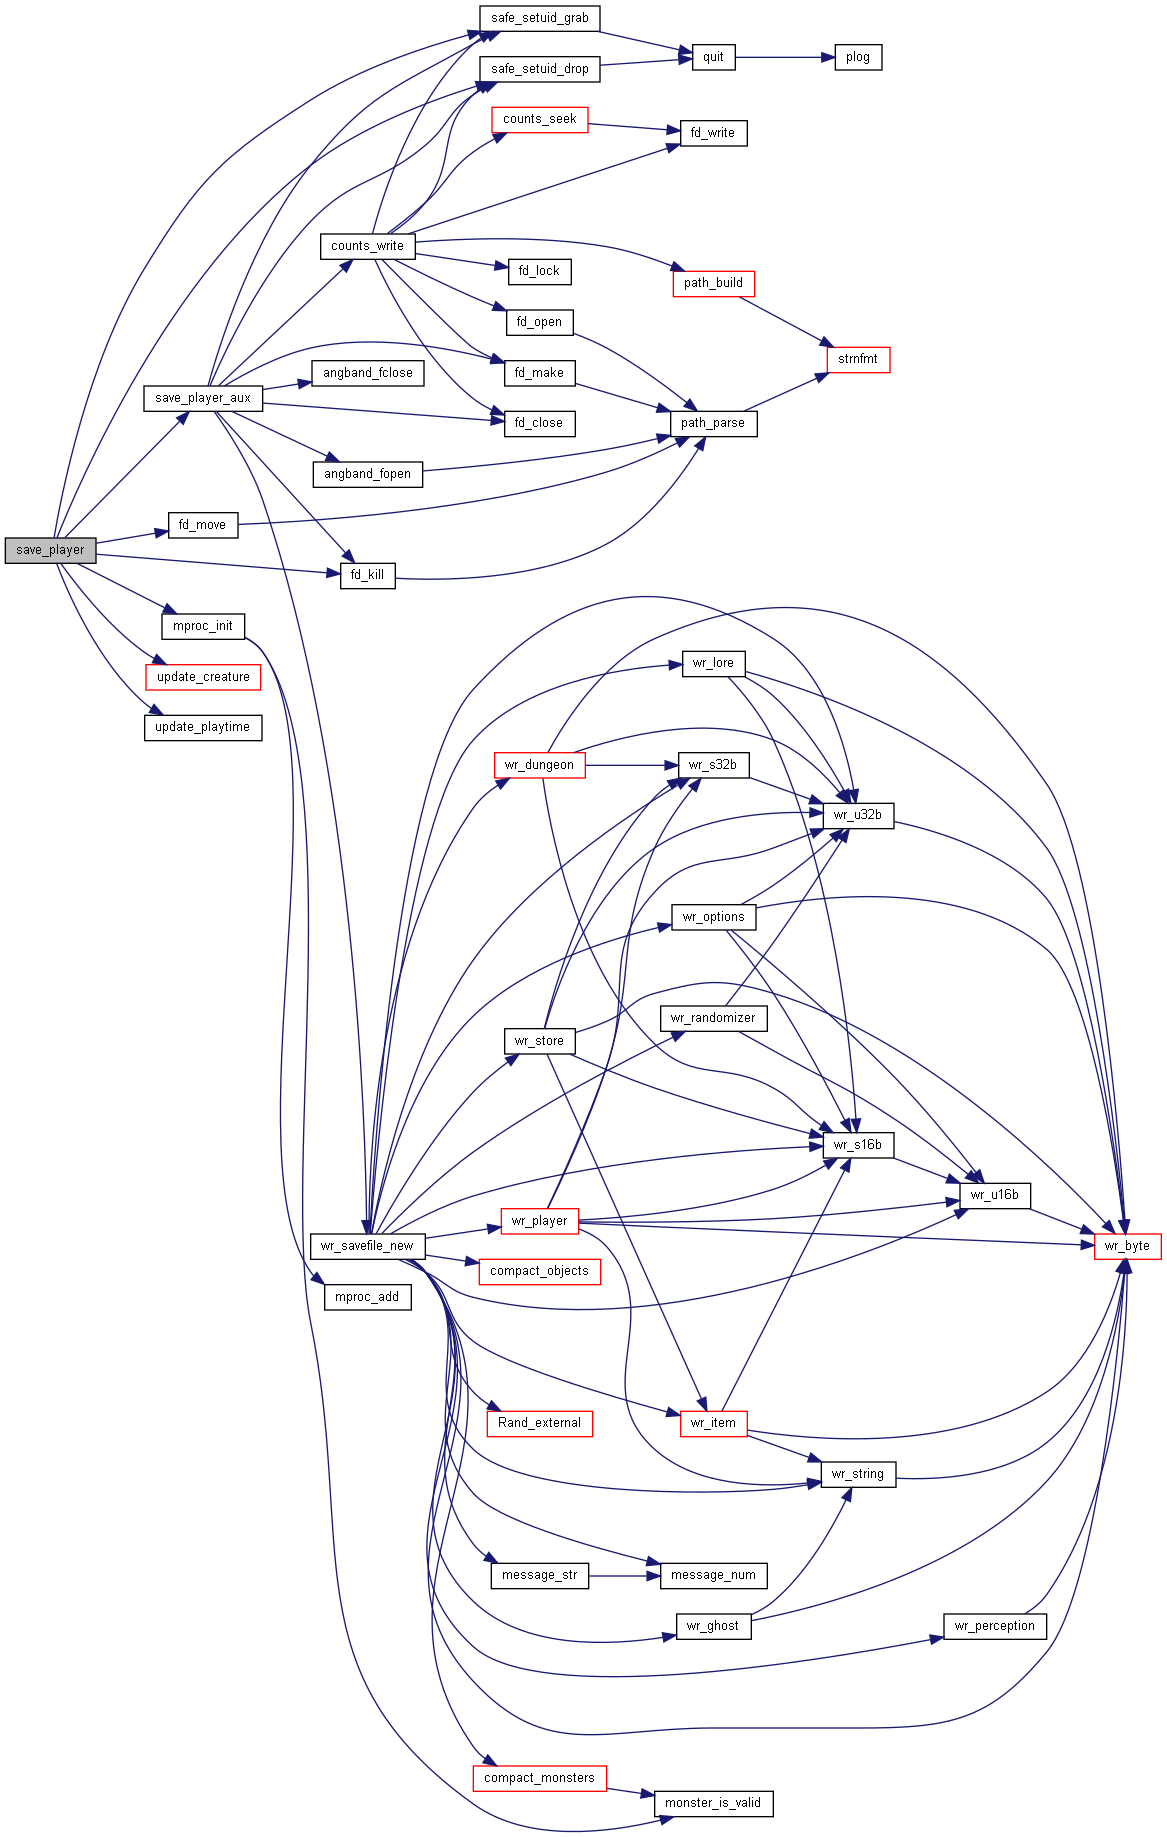 safe_setuid_grab
quit
plog
safe_setuid_drop
counts_seek
fd_write
counts_write
fd_lock
path_build
fd_open
strnfmt
angband_fclose
fd_make
save_player_aux
fd_close
path_parse
angband_fopen
fd_move
save_player
fd_kill
mproc_init
update_creature
wr_lore
update_playtime
wr_dungeon
wr_s32b
wr_u32b
wr_options
wr_randomizer
wr_store
wr_s16b
wr_u16b
wr_player
wr_savefile_new
wr_byte
compact_objects
mproc_add
Rand_external
wr_item
wr_string
message_str
message_num
wr_ghost
wr_perception
compact_monsters
monster_is_valid